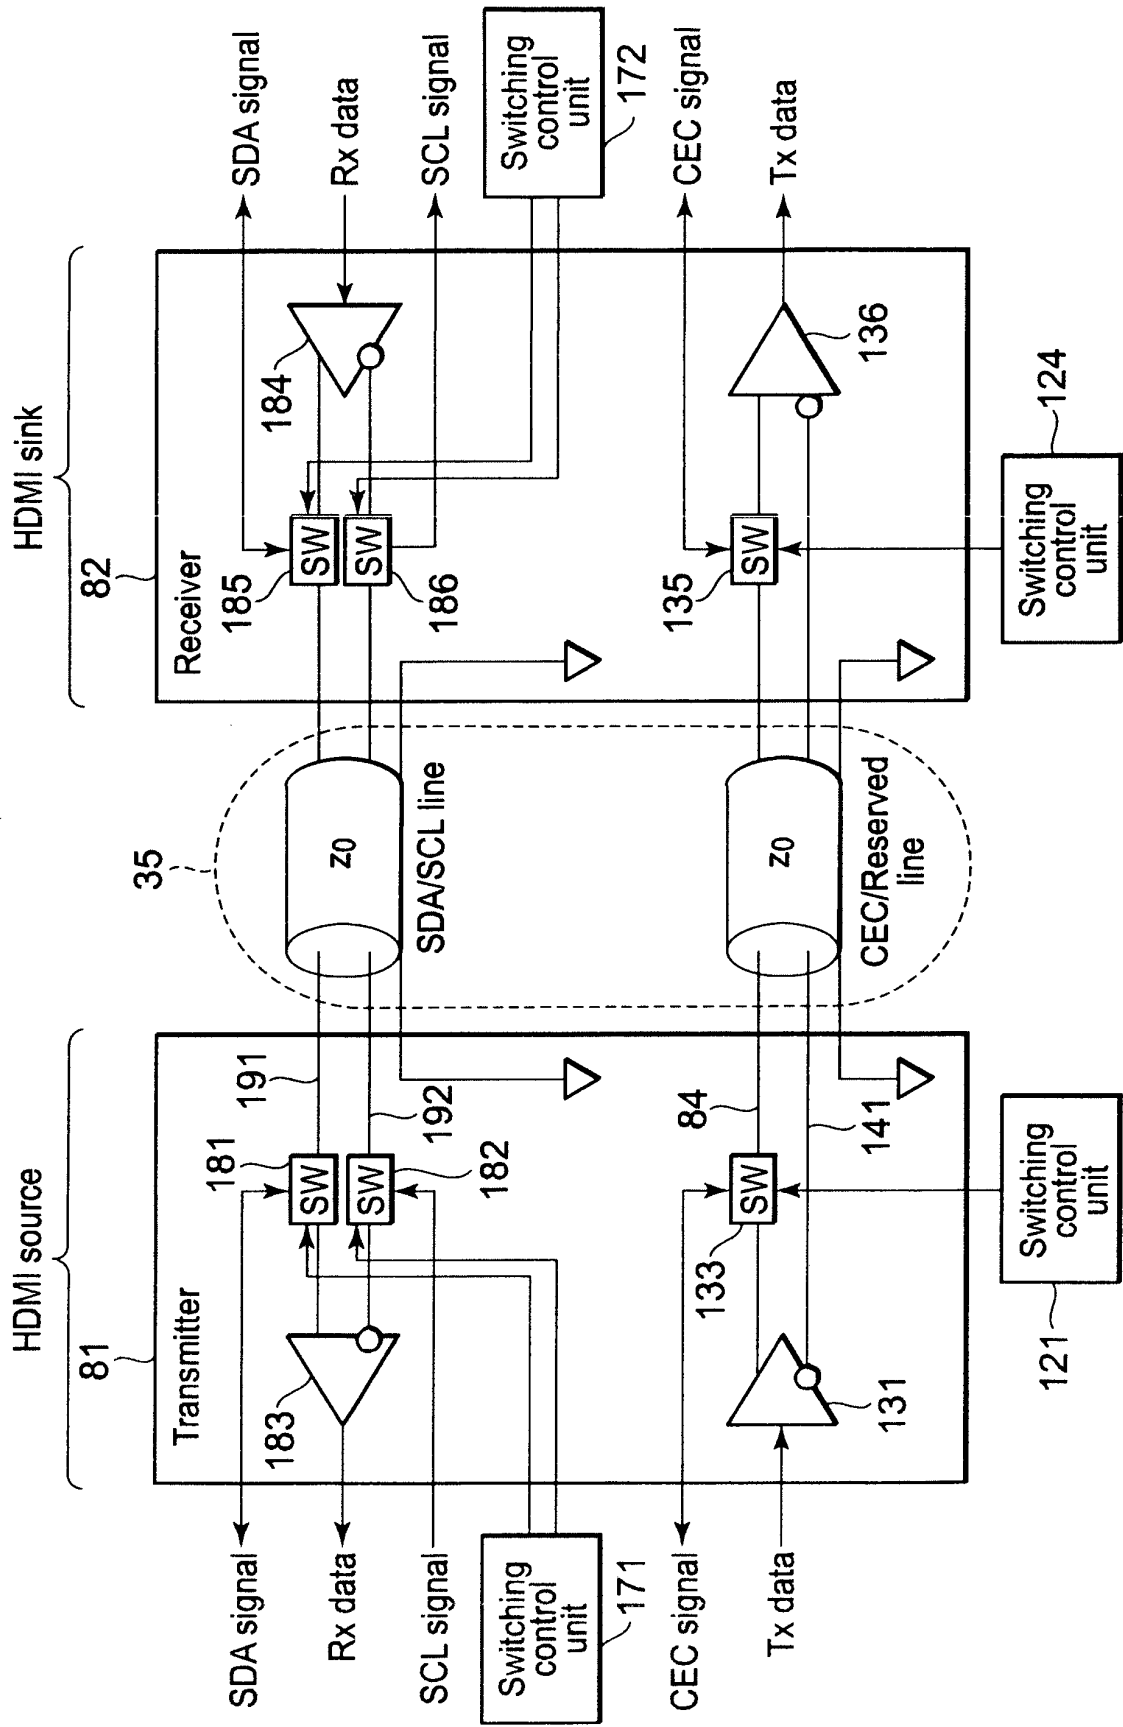 HDMI source
HDMI sink
81
35
82
Transmitter
Receiver
SDA signal
181
191
185
SDA signal
SW
SW
183
Z0
184
Rx data
Rx data
SW
SW
182
192
SDA/SCL line
186
SCL signal
SCL signal
Switching
control
unit
171
Switching
control
unit
172
CEC signal
133
84
135
CEC signal
SW
Z0
SW
Tx data
Tx data
131
141
CEC/Reserved
line
136
Switching
control
unit
121
Switching
control
unit
124